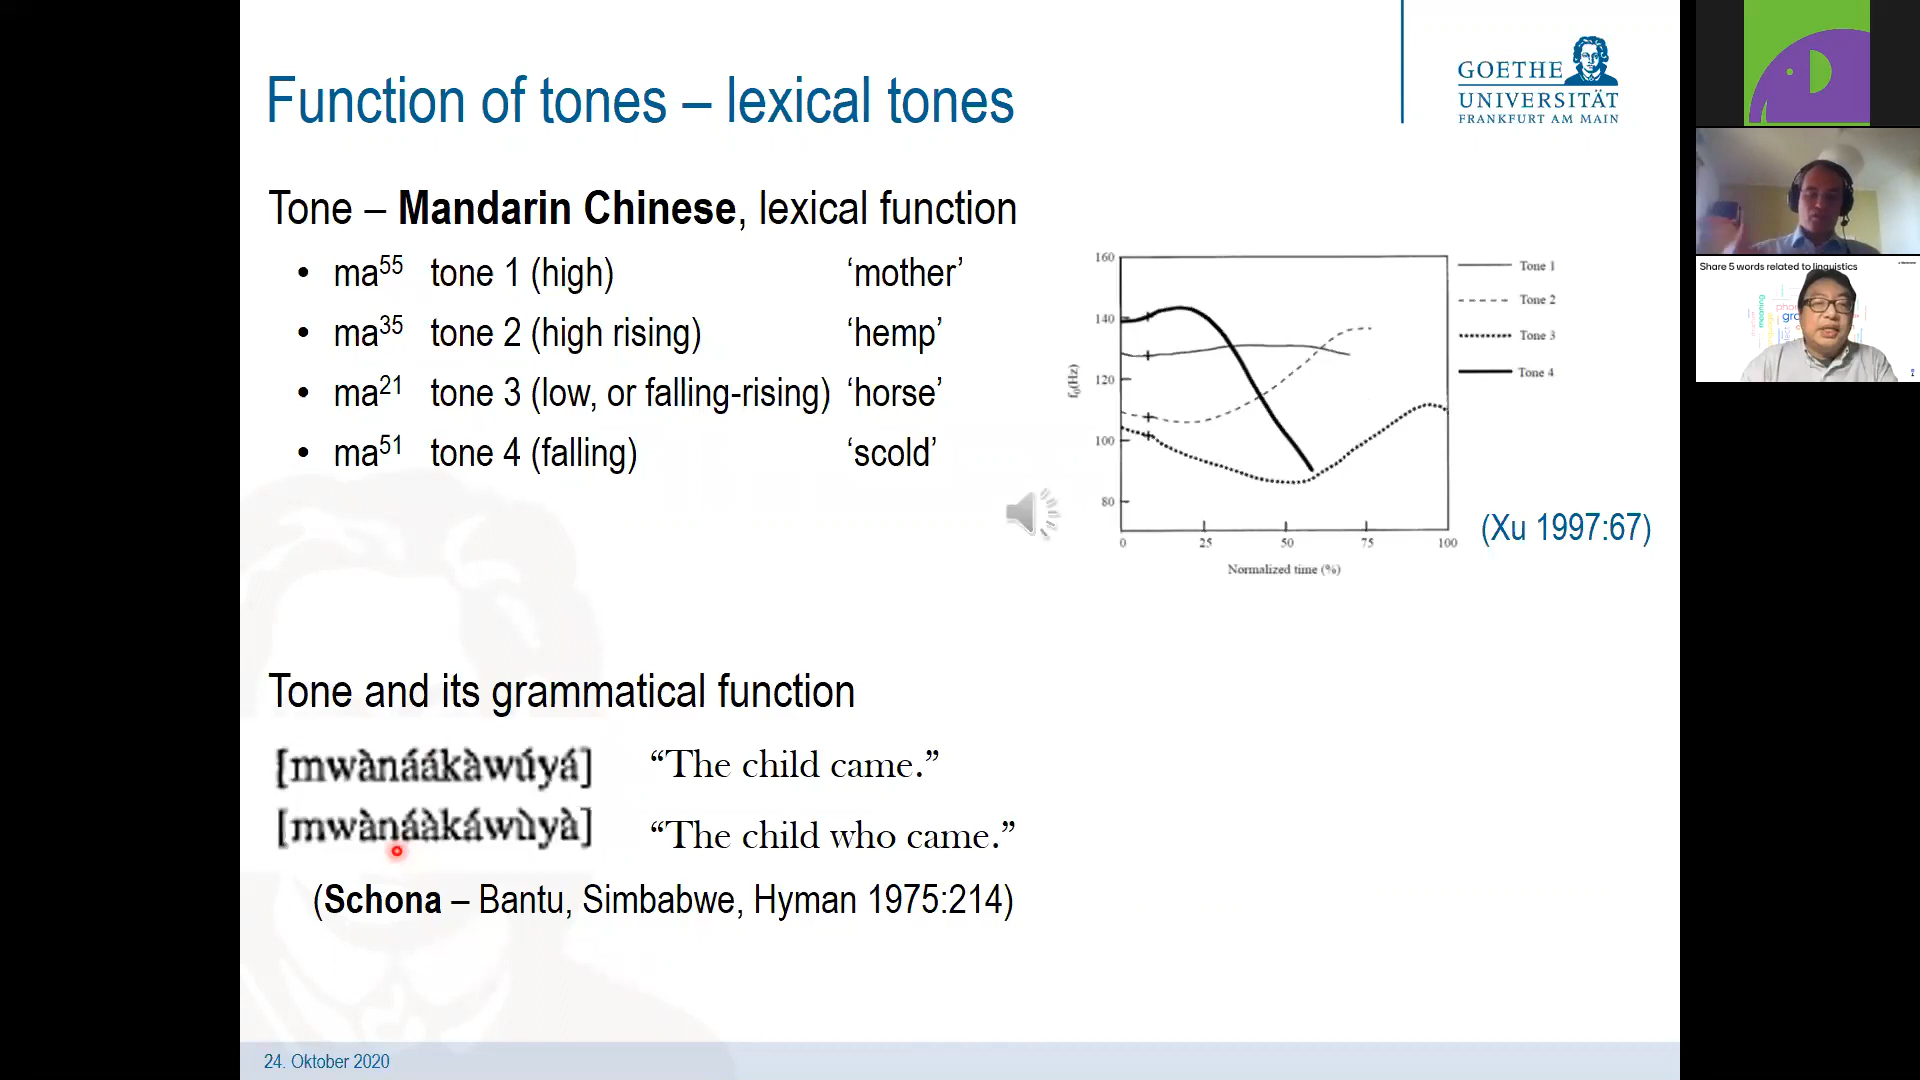 Function of tones – lexical tones
GOETHE
UNIVERSITÄT
FRANKFURT AM MAIN
Tone – Mandarin Chinese, lexical function
• ma⁵⁵ tone 1 (high) ‘mother’
• ma³⁵ tone 2 (high rising) ‘hemp’
• ma²¹ tone 3 (low, or falling-rising) ‘horse’
• ma⁵¹ tone 4 (falling) ‘scold’
160
140
120
100
80
f₀(Hz)
0 25 50 75 100
Normalized time (%)
Tone 1
Tone 2
Tone 3
Tone 4
(Xu 1997:67)
Tone and its grammatical function
[mwànáákàwúyá] “The child came.”
[mwànáàkáwùyà] “The child who came.”
(Schona – Bantu, Simbabwe, Hyman 1975:214)
24. Oktober 2020
Share 5 words related to linguistics
meaning